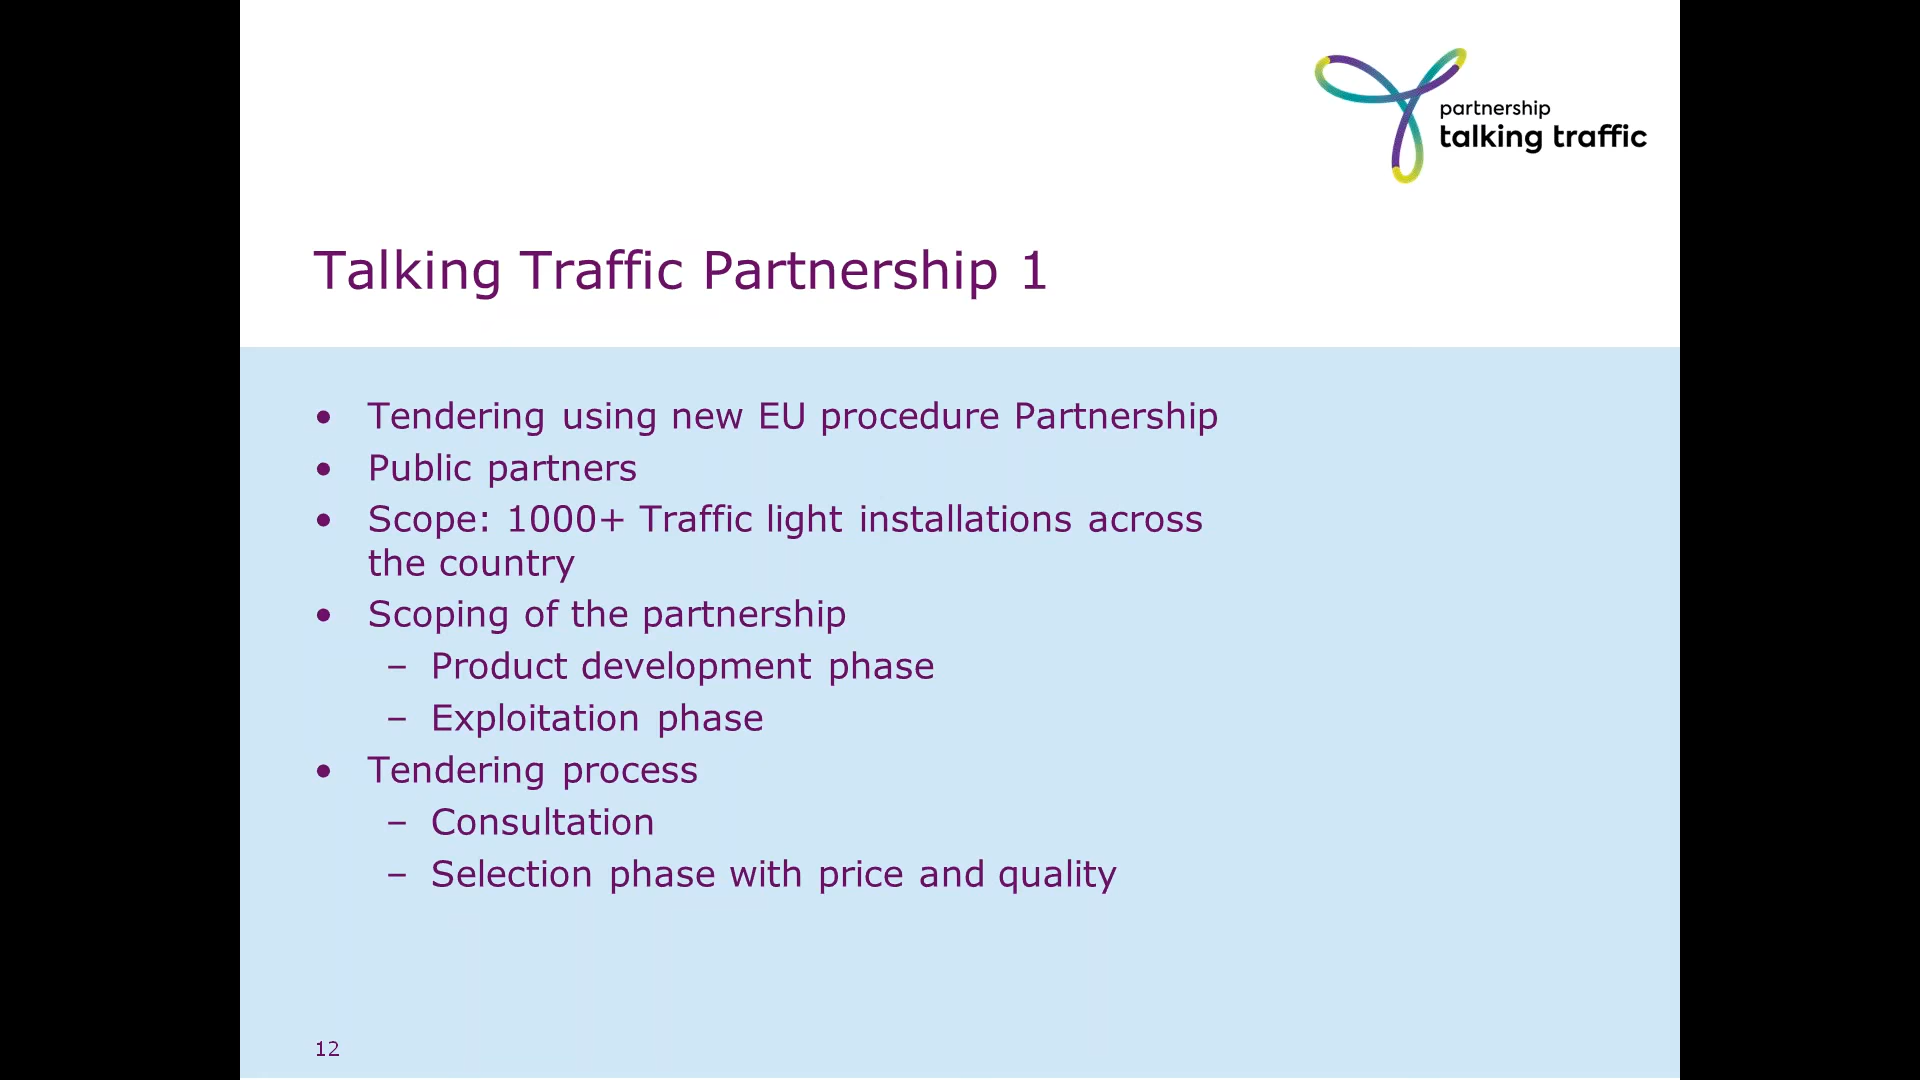 partnership
talking traffic
Talking Traffic Partnership 1
• Tendering using new EU procedure Partnership
• Public partners
• Scope: 1000+ Traffic light installations across
the country
• Scoping of the partnership
– Product development phase
– Exploitation phase
• Tendering process
– Consultation
– Selection phase with price and quality
12